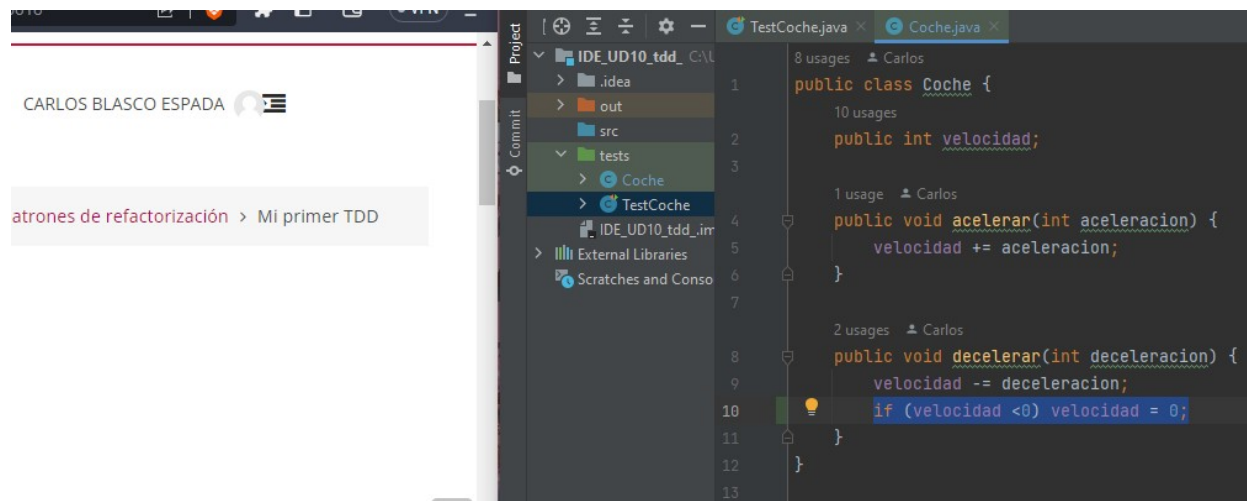 VPN
CARLOS BLASCO ESPADA
atrones de refactorización > Mi primer TDD
Project
Commit
IDE_UD10_tdd_ C:\U
.idea
out
src
tests
Coche
TestCoche
IDE_UD10_tdd_.im
External Libraries
Scratches and Conso
TestCoche.java
Coche.java
8 usages Carlos
1 public class Coche {
10 usages
2 public int velocidad;
3
1 usage Carlos
4 public void acelerar(int aceleracion) {
5 velocidad += aceleracion;
6 }
7
2 usages Carlos
8 public void decelerar(int deceleracion) {
9 velocidad -= deceleracion;
10 if (velocidad <0) velocidad = 0;
11 }
12 }
13